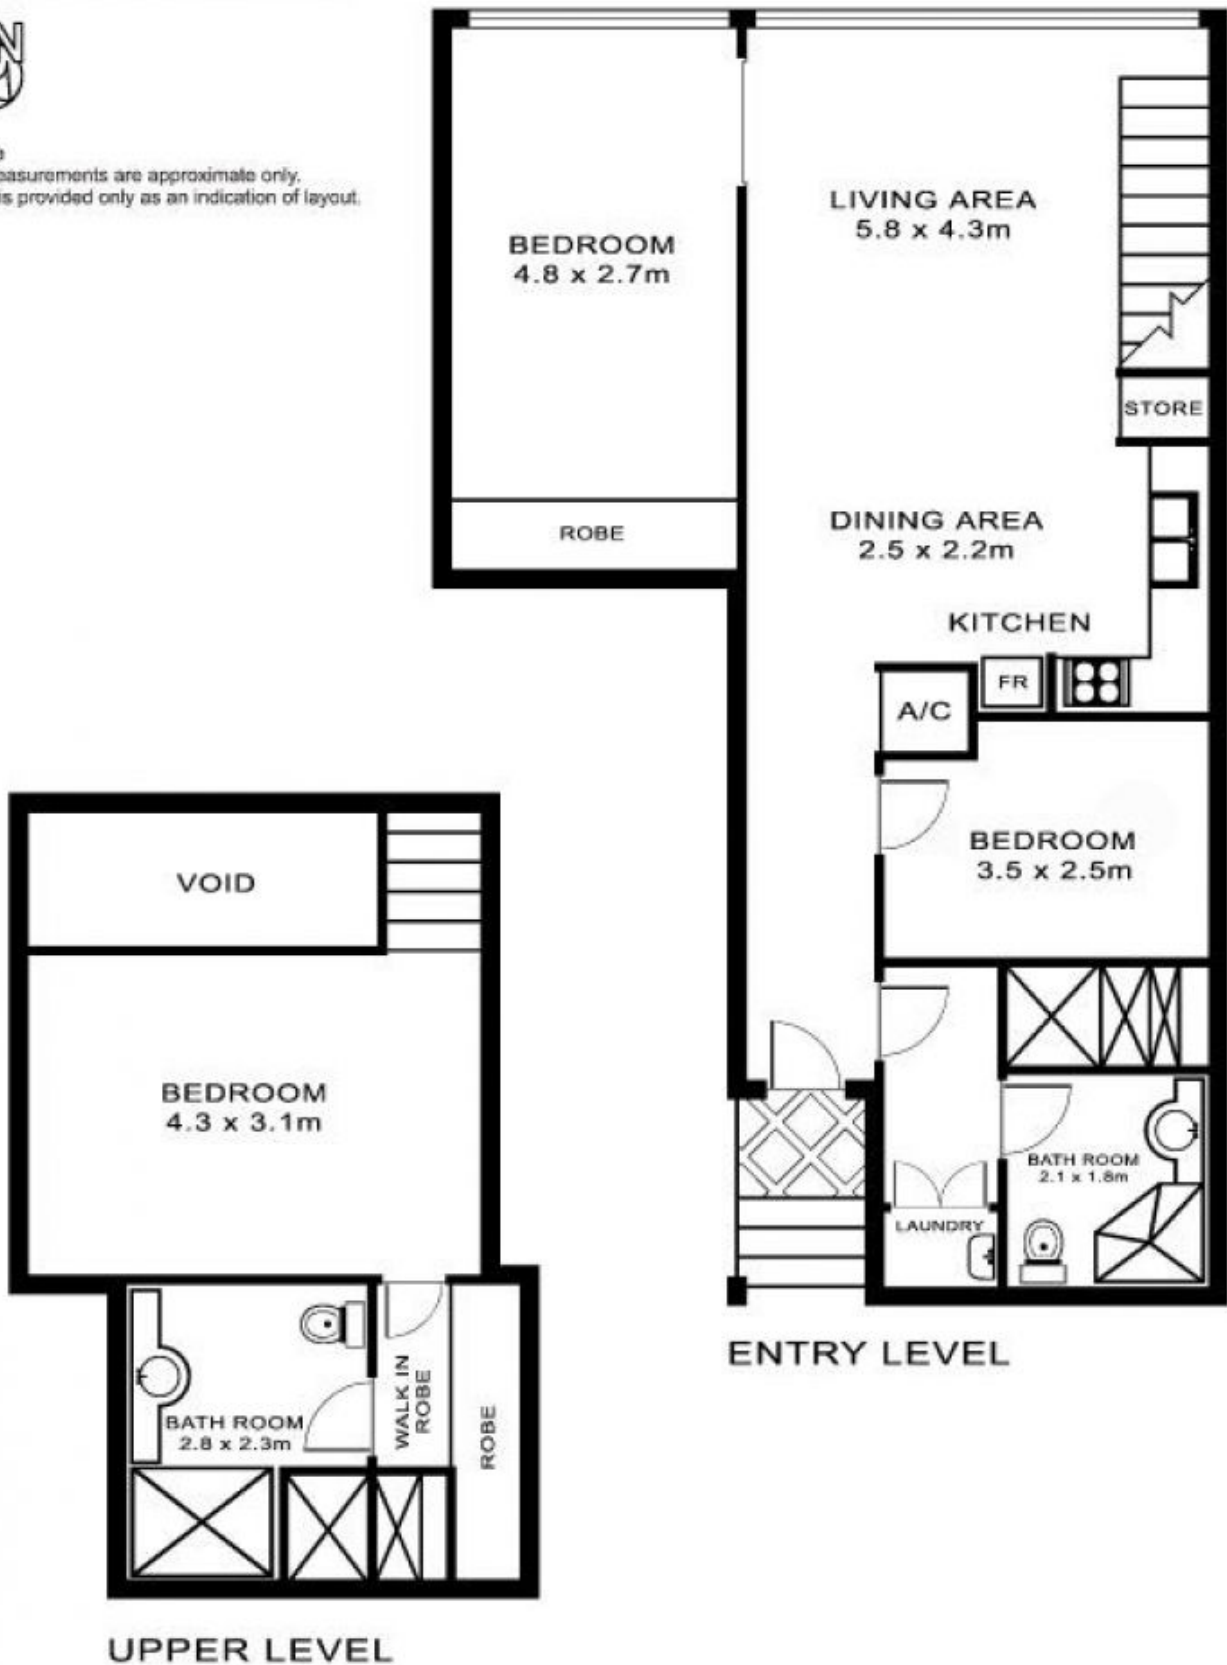 N
easurements are approximate only.
is provided only as an indication of layout.
BEDROOM
4.8 x 2.7m
LIVING AREA
5.8 x 4.3m
STORE
ROBE
DINING AREA
2.5 x 2.2m
KITCHEN
FR
A/C
BEDROOM
3.5 x 2.5m
BATH ROOM
2.1 x 1.8m
LAUNDRY
ENTRY LEVEL
VOID
BEDROOM
4.3 x 3.1m
WALK IN
ROBE
ROBE
BATH ROOM
2.8 x 2.3m
UPPER LEVEL